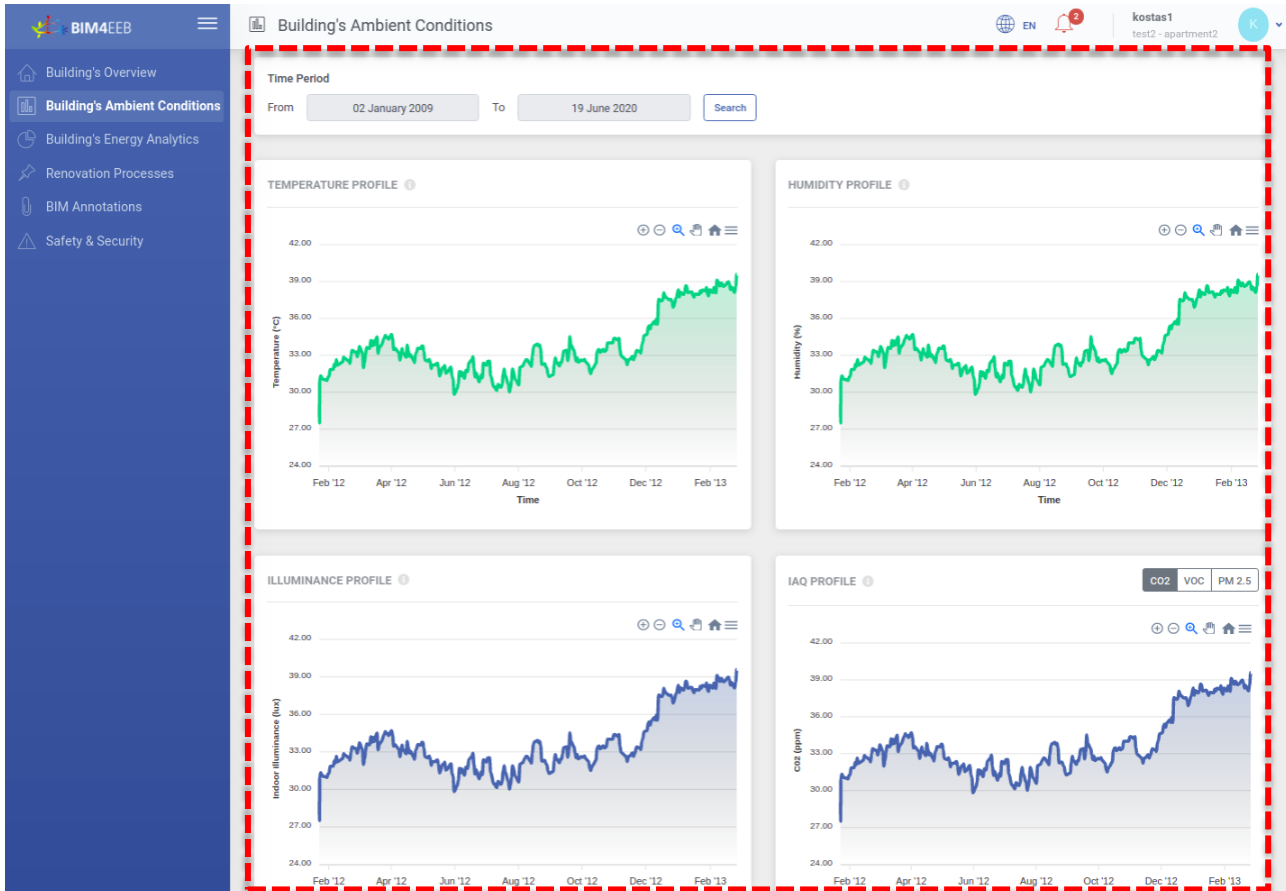 BIM4EEB
Building's Overview
Building's Ambient Conditions
Building's Energy Analytics
Renovation Processes
BIM Annotations
Safety & Security
Building's Ambient Conditions
EN
2
kostas1
test2 - apartment2
K
Time Period
From 02 January 2009 To 19 June 2020 Search
TEMPERATURE PROFILE
42.00
39.00
36.00
33.00
30.00
27.00
24.00
Temperature (°C)
Feb '12 Apr '12 Jun '12 Aug '12 Oct '12 Dec '12 Feb '13
Time
HUMIDITY PROFILE
42.00
39.00
36.00
33.00
30.00
27.00
24.00
Humidity (%)
Feb '12 Apr '12 Jun '12 Aug '12 Oct '12 Dec '12 Feb '13
Time
ILLUMINANCE PROFILE
42.00
39.00
36.00
33.00
30.00
27.00
24.00
Indoor Illuminance (lux)
Feb '12 Apr '12 Jun '12 Aug '12 Oct '12 Dec '12 Feb '13
IAQ PROFILE
CO2 VOC PM 2.5
42.00
39.00
36.00
33.00
30.00
27.00
24.00
C02 (ppm)
Feb '12 Apr '12 Jun '12 Aug '12 Oct '12 Dec '12 Feb '13